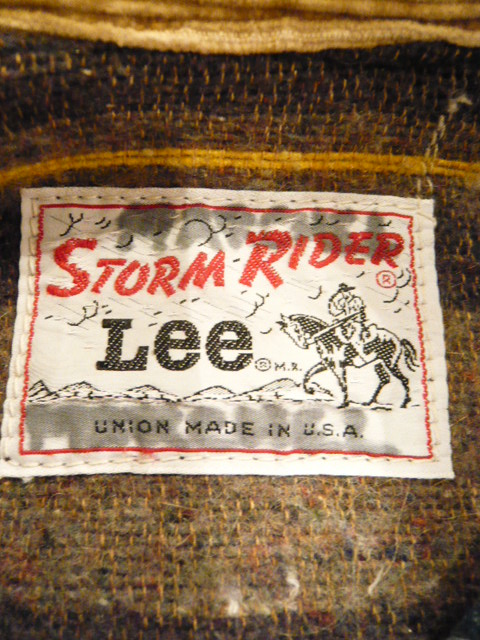 STORM RIDER ®
Lee ® M.R.
UNION MADE IN U.S.A.